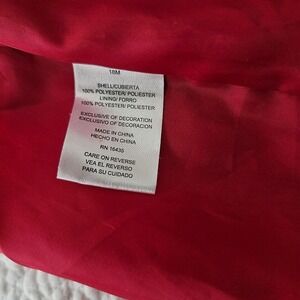 18M
SHELL/CUBIERTA
100% POLYESTER/ POLIESTER
LINING/ FORRO
100% POLYESTER/ POLIESTER
EXCLUSIVE OF DECORATION
EXCLUSIVO OF DECORACION
MADE IN CHINA
HECHO EN CHINA
RN 16435
CARE ON REVERSE
VEA EL REVERSO
PARA SU CUIDADO